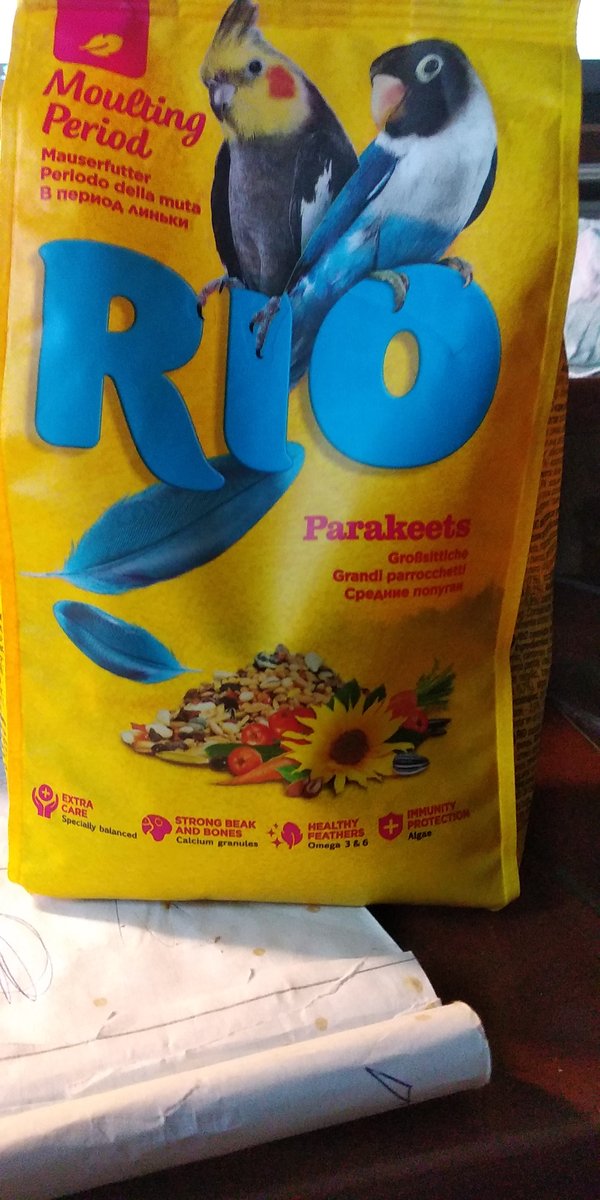 Moulting
Period
Mauserfutter
Periodo della muta
В период линьки
RIO
Parakeets
Großsittiche
Grandi parrocchetti
Средние попугаи
EXTRA
CARE
Specially balanced
STRONG BEAK
AND BONES
Calcium granules
HEALTHY
FEATHERS
Omega 3 & 6
IMMUNITY
PROTECTION
Algae